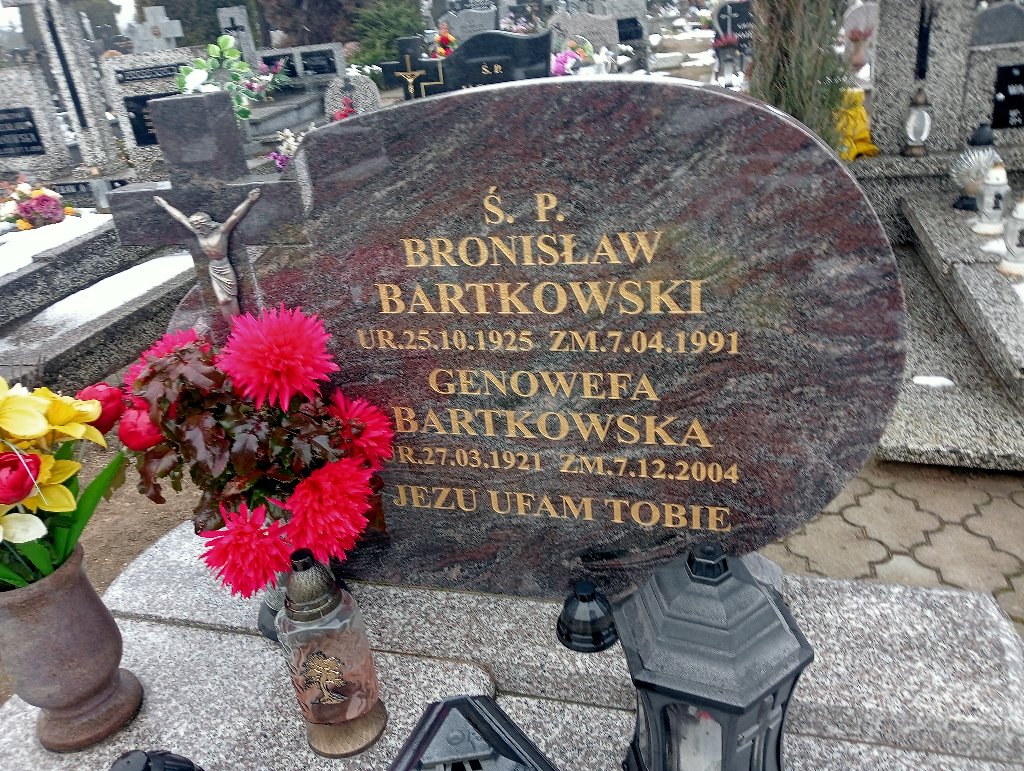 Ś. P.
BRONISŁAW
BARTKOWSKI
UR.25.10.1925 ZM.7.04.1991
GENOWEFA
BARTKOWSKA
UR.27.03.1921 ZM.7.12.2004
JEZU UFAM TOBIE
Ś. P.